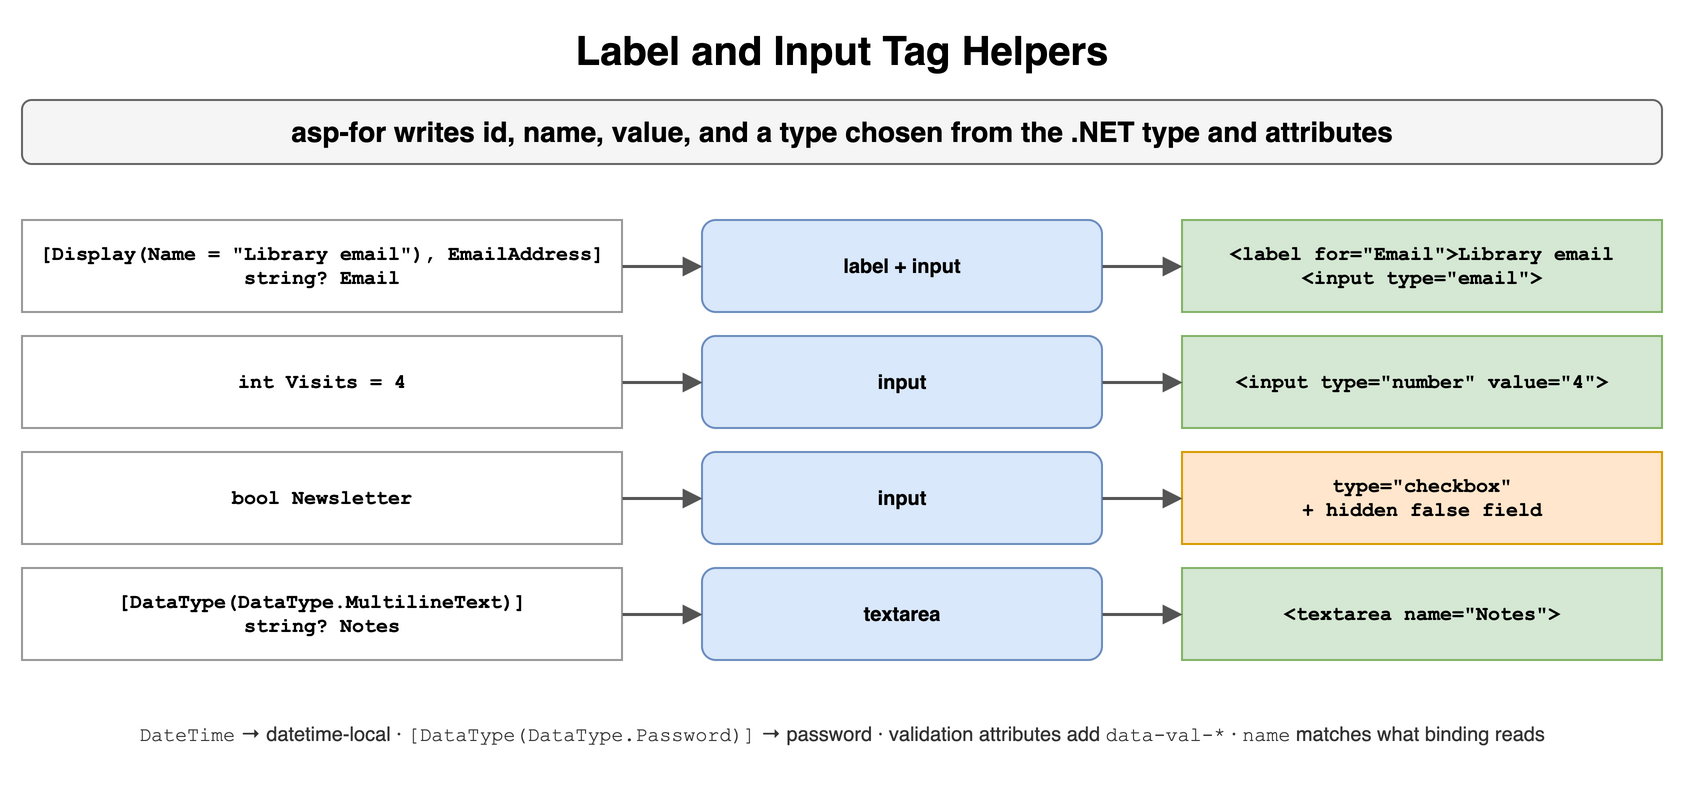 Label and Input Tag Helpers
asp-for writes id, name, value, and a type chosen from the .NET type and attributes
[Display(Name = "Library email"), EmailAddress]
string? Email
label + input
<label for="Email">Library email
<input type="email">
int Visits = 4
input
<input type="number" value="4">
bool Newsletter
input
type="checkbox"
+ hidden false field
[DataType(DataType.MultilineText)]
string? Notes
textarea
<textarea name="Notes">
DateTime → datetime-local · [DataType(DataType.Password)] → password · validation attributes add data-val-* · name matches what binding reads